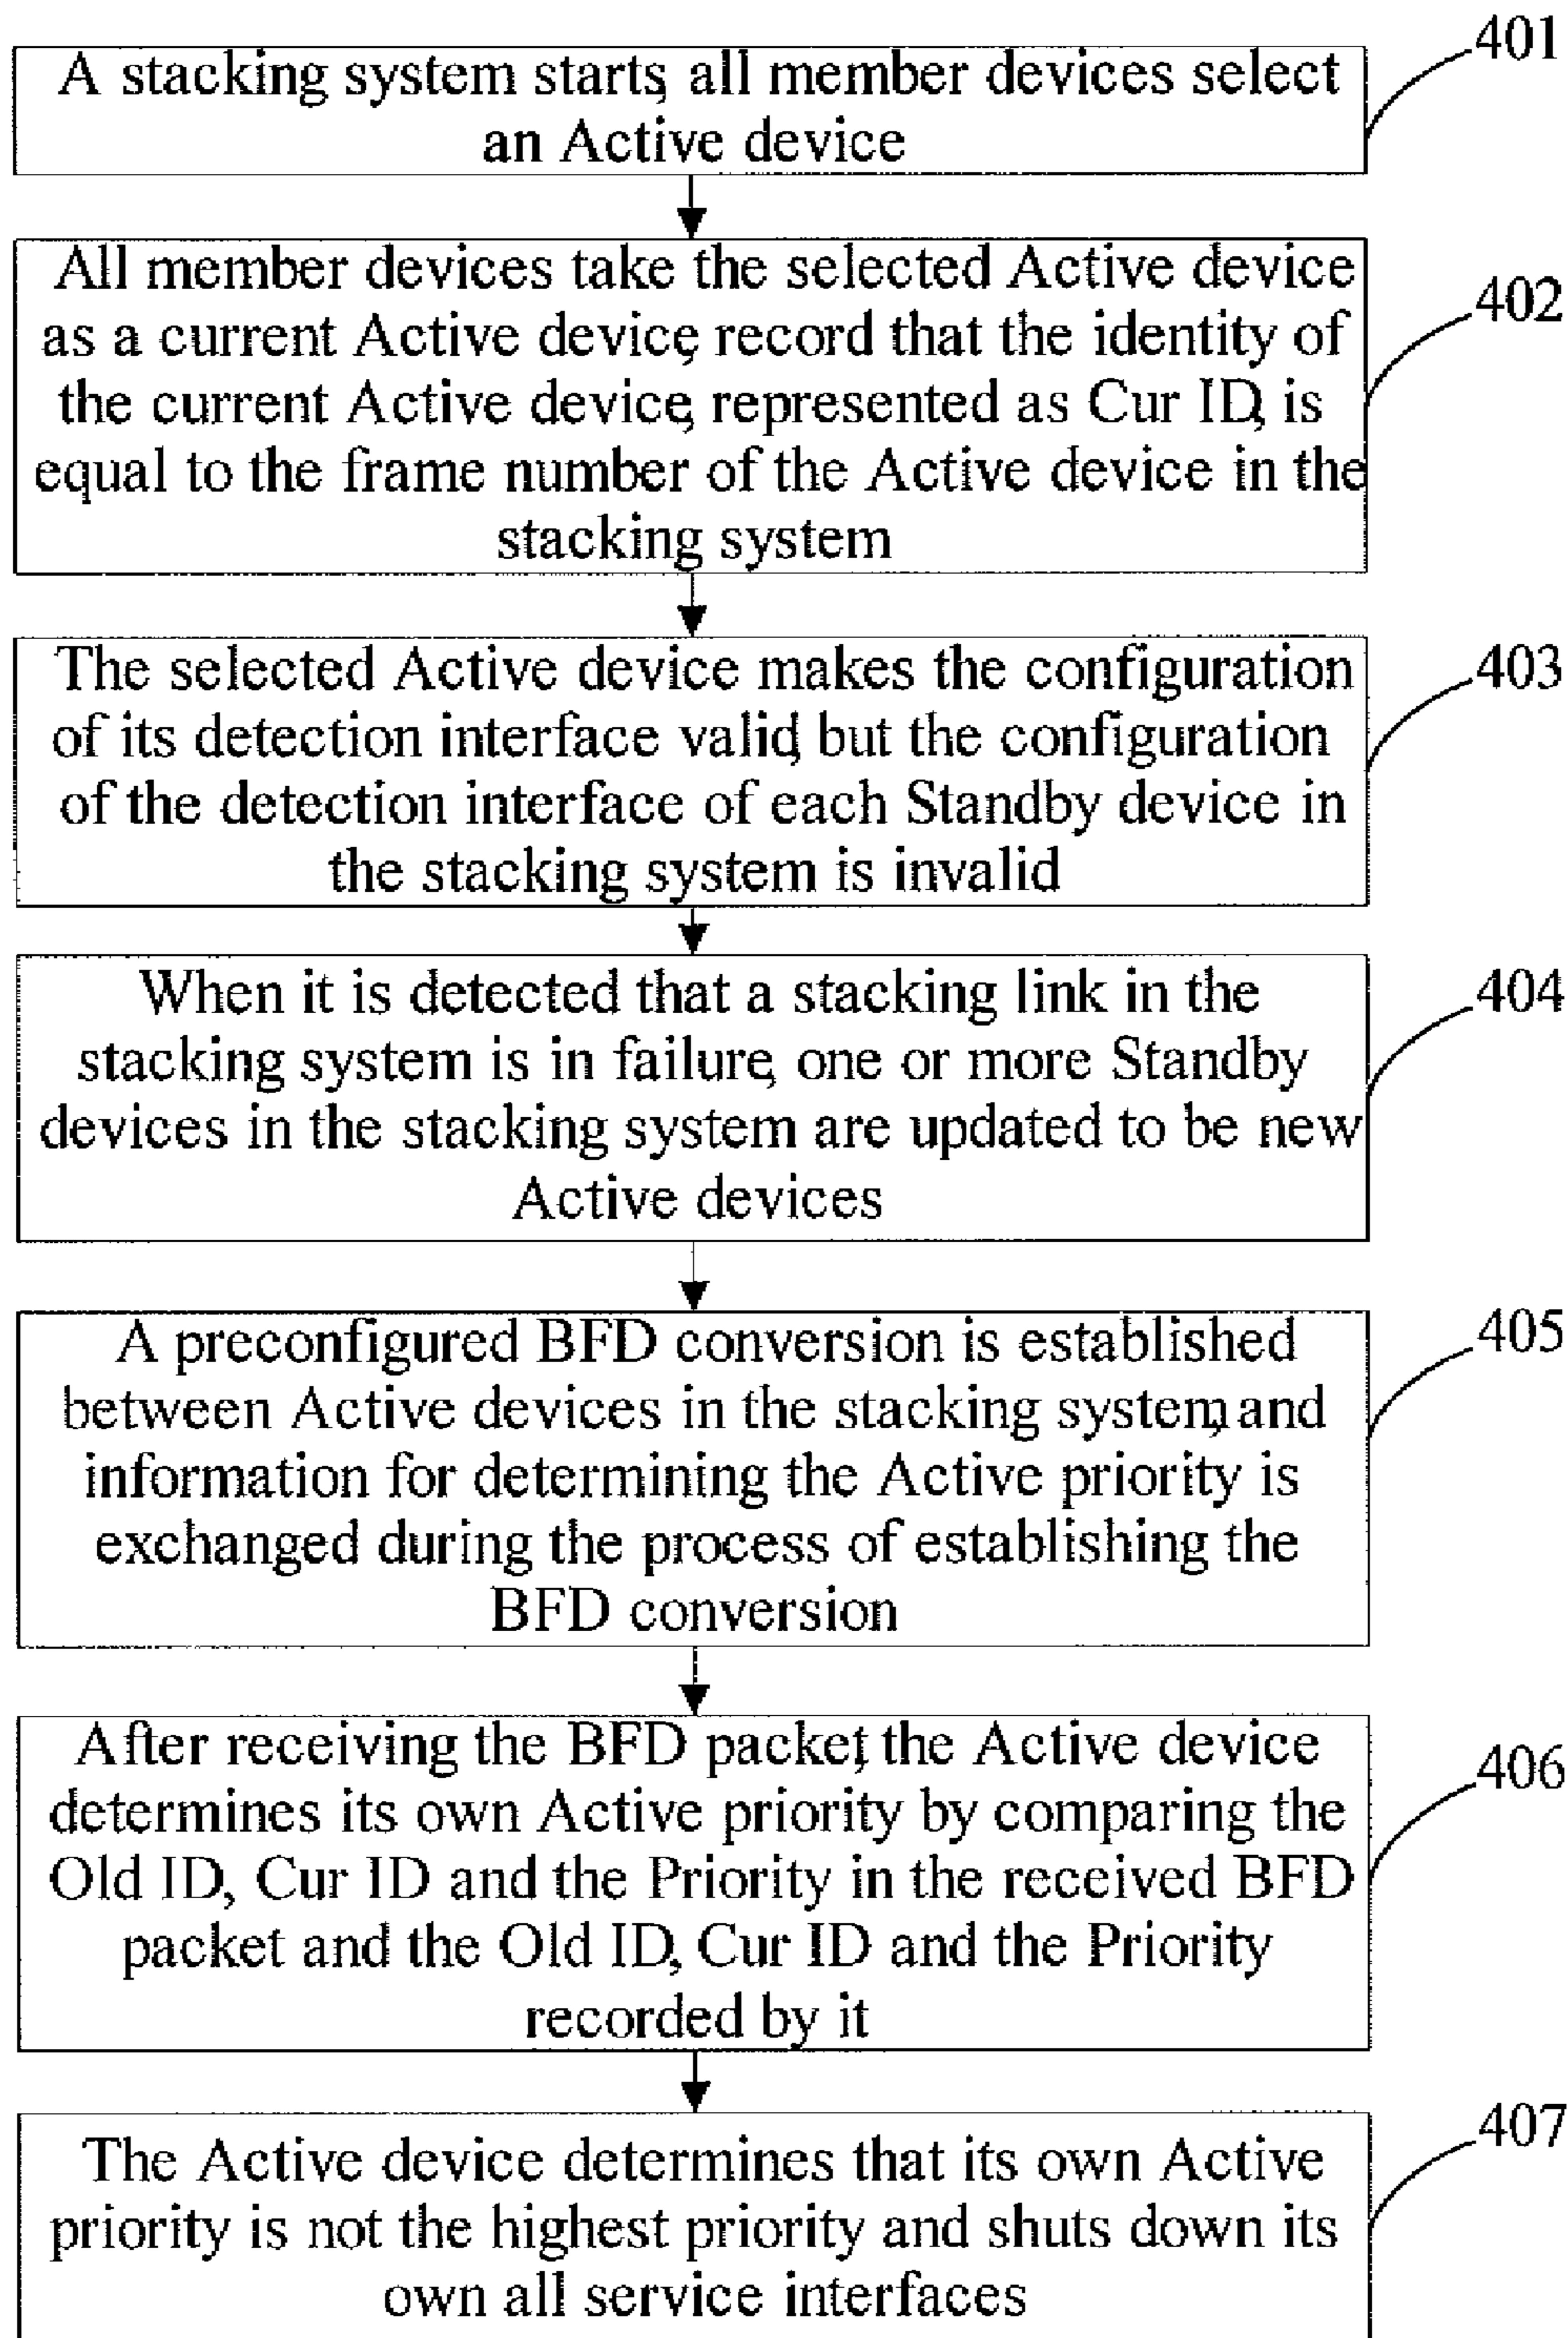 401
A stacking system starts, all member devices select
an Active device
All member devices take the selected Active device
as a current Active device, record that the identity of
the current Active device, represented as Cur ID, is
equal to the frame number of the Active device in the
stacking system
402
The selected Active device makes the configuration
of its detection interface valid, but the configuration
of the detection interface of each Standby device in
the stacking system is invalid
403
When it is detected that a stacking link in the
stacking system is in failure, one or more Standby
devices in the stacking system are updated to be new
Active devices
404
A preconfigured BFD conversion is established
between Active devices in the stacking system, and
information for determining the Active priority is
exchanged during the process of establishing the
BFD conversion
405
After receiving the BFD packet, the Active device
determines its own Active priority by comparing the
Old ID, Cur ID and the Priority in the received BFD
packet and the Old ID, Cur ID and the Priority
recorded by it
406
The Active device determines that its own Active
priority is not the highest priority and shuts down its
own all service interfaces
407